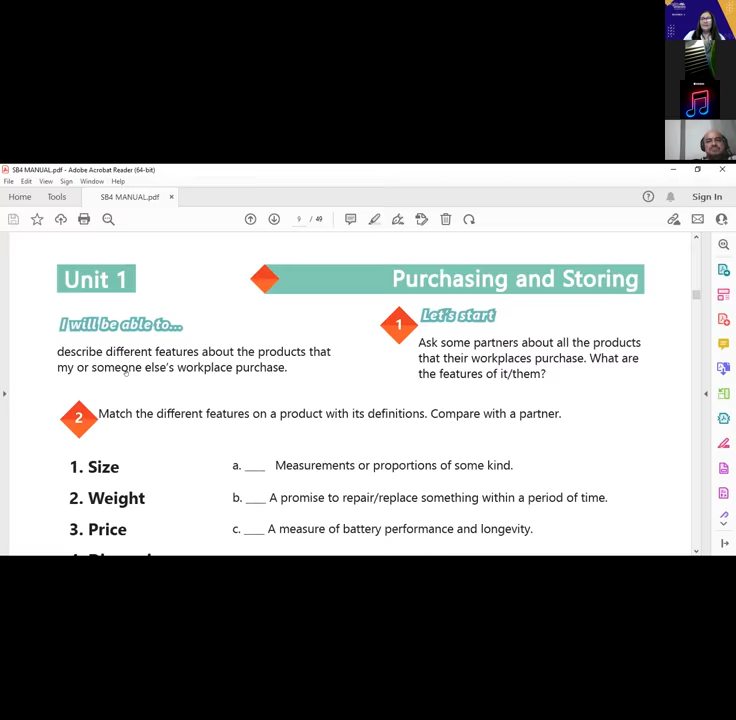 SB4 MANUAL.pdf - Adobe Acrobat Reader (64-bit)
File Edit View Sign Window Help
Home Tools SB4 MANUAL.pdf × Sign In
9 / 49
Unit 1
Purchasing and Storing
I will be able to...
describe different features about the products that
my or someone else's workplace purchase.
1
Let's start
Ask some partners about all the products
that their workplaces purchase. What are
the features of it/them?
2
Match the different features on a product with its definitions. Compare with a partner.
1. Size
a. ___ Measurements or proportions of some kind.
2. Weight
b. ___ A promise to repair/replace something within a period of time.
3. Price
c. ___ A measure of battery performance and longevity.